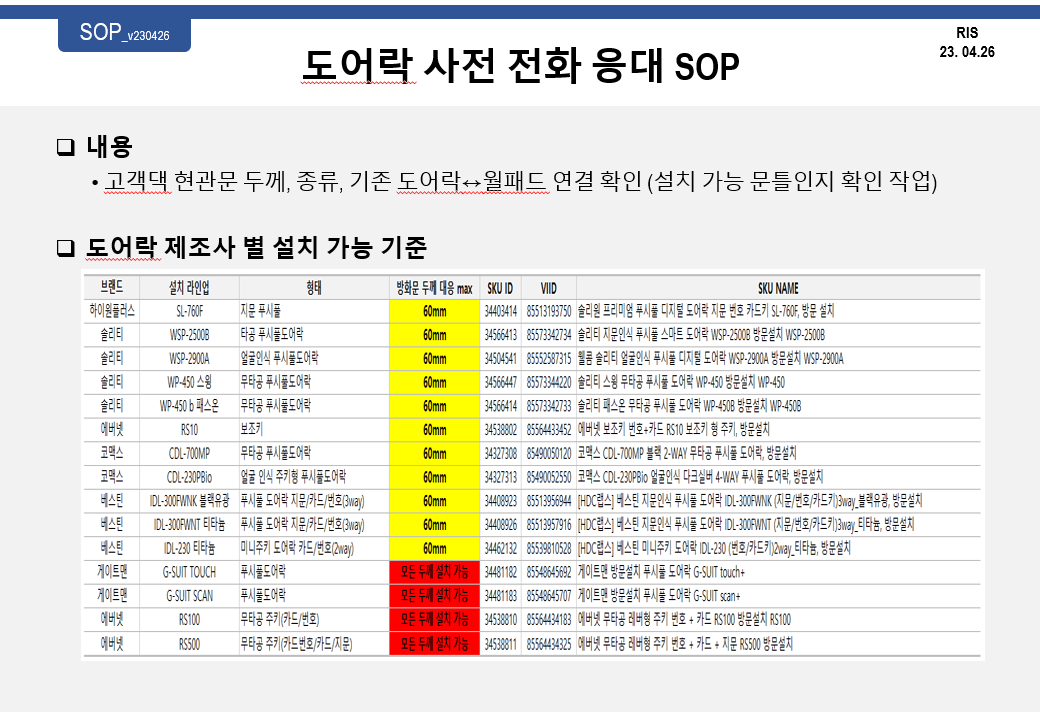 SOP_v230426
RIS
23. 04.26
도어락 사전 전화 응대 SOP
❑ 내용
• 고객댁 현관문 두께, 종류, 기존 도어락↔월패드 연결 확인 (설치 가능 문틀인지 확인 작업)
❑ 도어락 제조사 별 설치 가능 기준
브랜드 설치 라인업 형태 방화문 두께 대응 max SKU ID VIID SKU NAME
하이원플러스 SL-760F 지문 푸시풀 60mm 34403414 85513193750 솔리원 프리미엄 푸시풀 디지털 도어락 지문 번호 카드키 SL-760F, 방문 설치
솔리티 WSP-2500B 타공 푸시풀도어락 60mm 34566413 85573342734 솔리티 지문인식 푸시풀 스마트 도어락 WSP-2500B 방문설치 WSP-2500B
솔리티 WSP-2900A 얼굴인식 푸시풀도어락 60mm 34504541 85552587315 웰콤 솔리티 얼굴인식 푸시풀 디지털 도어락 WSP-2900A 방문설치 WSP-2900A
솔리티 WP-450 스윙 무타공 푸시풀도어락 60mm 34566447 85573344220 솔리티 스윙 무타공 푸시풀 도어락 WP-450 방문설치 WP-450
솔리티 WP-450 b 패스온 무타공 푸시풀도어락 60mm 34566414 85573342733 솔리티 패스온 무타공 푸시풀 도어락 WP-450B 방문설치 WP-450B
에버넷 RS10 보조키 60mm 34538802 85564433452 에버넷 보조키 번호+카드 RS10 보조키 형 주키, 방문설치
코맥스 CDL-700MP 무타공 푸시풀도어락 60mm 34327308 85490050120 코맥스 CDL-700MP 블랙 2-WAY 무타공 푸시풀 도어락, 방문설치
코맥스 CDL-230PBio 얼굴 인식 주키형 푸시풀도어락 60mm 34327313 85490052550 코맥스 CDL-230PBio 얼굴인식 다크실버 4-WAY 푸시풀 도어락, 방문설치
베스틴 IDL-300FWNK 블랙유광 푸시풀 도어락 지문/카드/번호(3way) 60mm 34408923 85513956944 [HDC랩스] 베스틴 지문인식 푸시풀 도어락 IDL-300FWNK (지문/번호/카드키)3way_블랙유광, 방문설치
베스틴 IDL-300FWNT 티타늄 푸시풀 도어락 지문/카드/번호(3way) 60mm 34408926 85513957916 [HDC랩스] 베스틴 지문인식 푸시풀 도어락 IDL-300FWNT (지문/번호/카드키)3way_티타늄, 방문설치
베스틴 IDL-230 티타늄 미니주키 도어락 카드/번호(2way) 60mm 34462132 85539810528 [HDC랩스] 베스틴 미니주키 도어락 IDL-230 (번호/카드키)2way_티타늄, 방문설치
게이트맨 G-SUIT TOUCH 푸시풀도어락 모든 두께 설치 가능 34481182 85548645692 게이트맨 방문설치 푸시풀 도어락 G-SUIT touch+
게이트맨 G-SUIT SCAN 푸시풀도어락 모든 두께 설치 가능 34481183 85548645707 게이트맨 방문설치 푸시풀 도어락 G-SUIT scan+
에버넷 RS100 무타공 주키(카드/번호) 모든 두께 설치 가능 34538810 85564434183 에버넷 무타공 레버형 주키 번호 + 카드 RS100 방문설치 RS100
에버넷 RS500 무타공 주키(카드번호/카드/지문) 모든 두께 설치 가능 34538811 85564434325 에버넷 무타공 레버형 주키 번호 + 카드 + 지문 RS500 방문설치